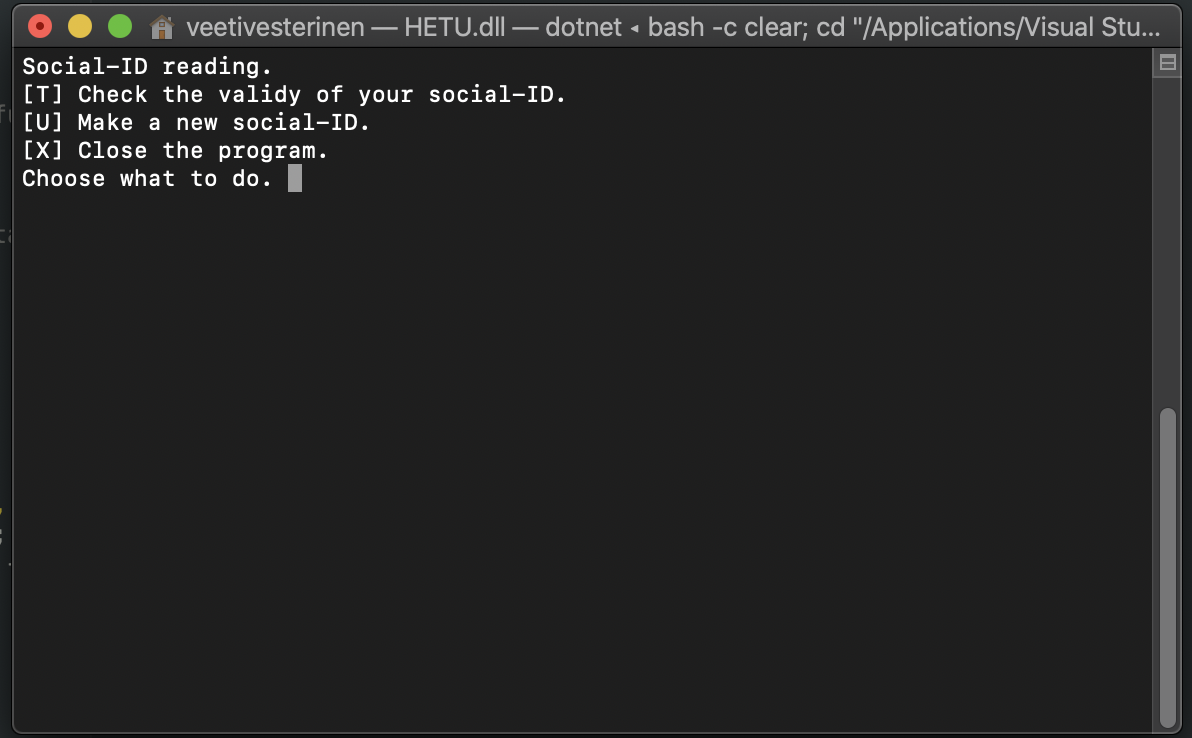 veetivesterinen — HETU.dll — dotnet ◂ bash -c clear; cd "/Applications/Visual Stu...
Social-ID reading.
[T] Check the validy of your social-ID.
[U] Make a new social-ID.
[X] Close the program.
Choose what to do.